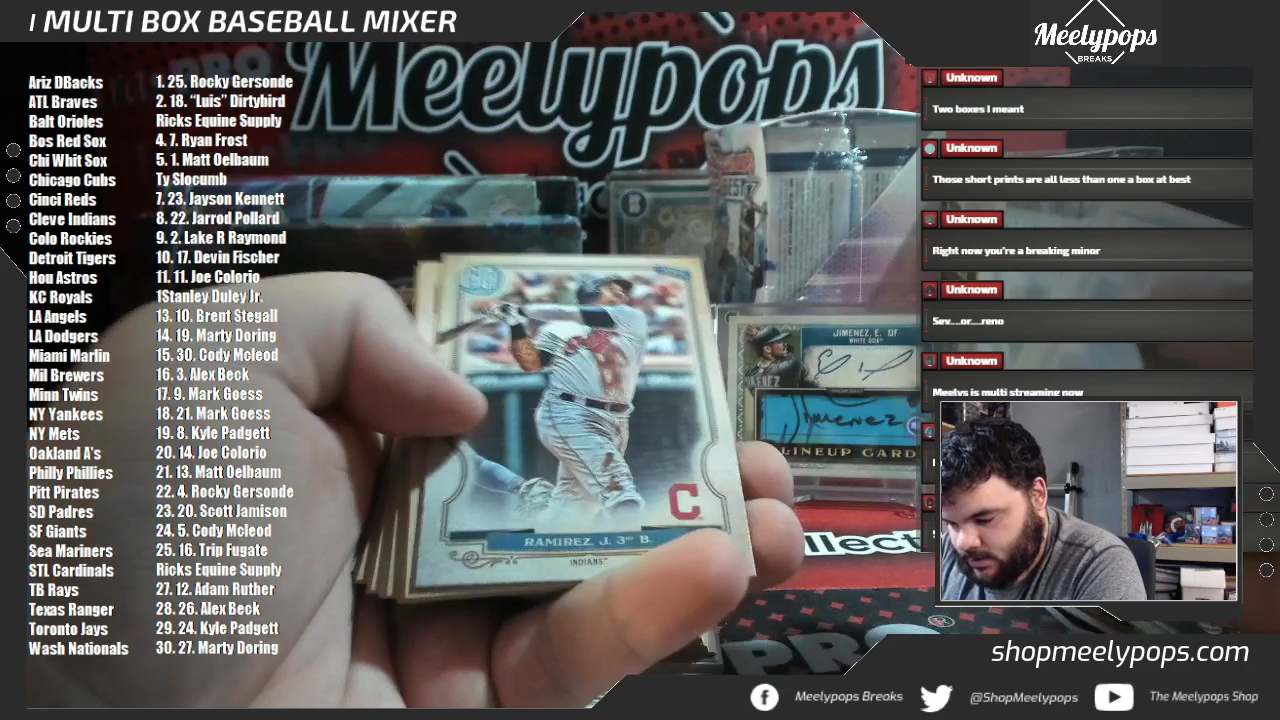 MULTI BOX BASEBALL MIXER
Meelypops
BREAKS
Meelypops
PRO
Ariz DBacks 1. 25. Rocky Gersonde
ATL Braves 2. 18. "Luis" Dirtybird
Balt Orioles Ricks Equine Supply
Bos Red Sox 4. 7. Ryan Frost
Chi Whit Sox 5. 1. Matt Oelbaum
Chicago Cubs Ty Slocumb
Cinci Reds 7. 23. Jayson Kennett
Cleve Indians 8. 22. Jarrod Pollard
Colo Rockies 9. 2. Lake R Raymond
Detroit Tigers 10. 17. Devin Fischer
Hou Astros 11. 11. Joe Colorio
KC Royals 1Stanley Duley Jr.
LA Angels 13. 10. Brent Stegall
LA Dodgers 14. 19. Marty Doring
Miami Marlin 15. 30. Cody Mcleod
Mil Brewers 16. 3. Alex Beck
Minn Twins 17. 9. Mark Goess
NY Yankees 18. 21. Mark Goess
NY Mets 19. 8. Kyle Padgett
Oakland A's 20. 14. Joe Colorio
Philly Phillies 21. 13. Matt Oelbaum
Pitt Pirates 22. 4. Rocky Gersonde
SD Padres 23. 20. Scott Jamison
SF Giants 24. 5. Cody Mcleod
Sea Mariners 25. 16. Trip Fugate
STL Cardinals Ricks Equine Supply
TB Rays 27. 12. Adam Ruther
Texas Ranger 28. 26. Alex Beck
Toronto Jays 29. 24. Kyle Padgett
Wash Nationals 30. 27. Marty Doring
RAMIREZ, J. 3RD B.
INDIANS
C
JIMENEZ, E. OF
WHITE SOX
Jimenez
LINEUP CARD
Unknown
Two boxes I meant
Unknown
Those short prints are all less than one a box at best
Unknown
Right now you're a breaking minor
Unknown
Sev....or....reno
Unknown
Meelys is multi streaming now
PRO
shopmeelypops.com
Meelypops Breaks
@ShopMeelypops
The Meelypops Shop